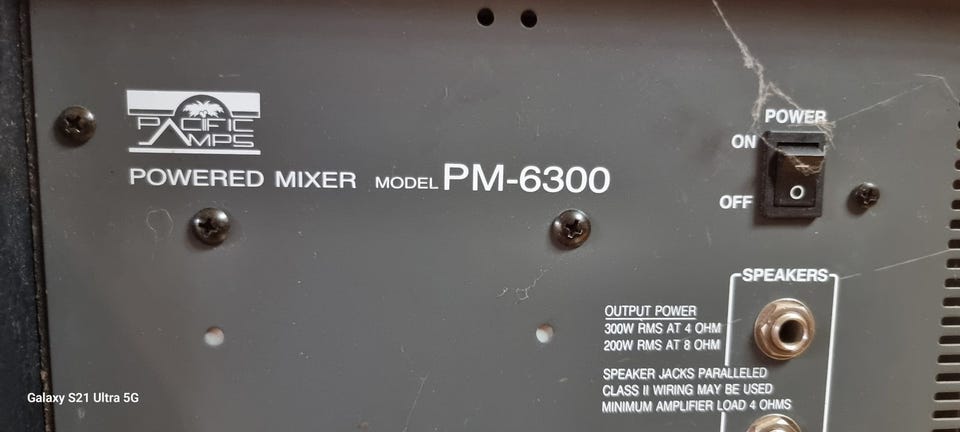 PACIFIC
AMPS
POWERED MIXER MODEL PM-6300
POWER
ON
OFF
SPEAKERS
OUTPUT POWER
300W RMS AT 4 OHM
200W RMS AT 8 OHM
SPEAKER JACKS PARALLELED
CLASS II WIRING MAY BE USED
MINIMUM AMPLIFIER LOAD 4 OHMS
Galaxy S21 Ultra 5G